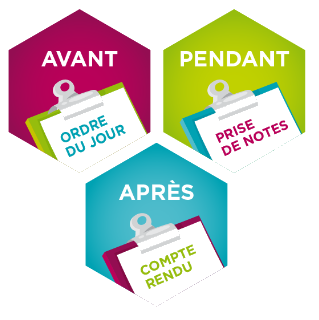 AVANT
ORDRE
DU JOUR
PENDANT
PRISE
DE NOTES
APRÈS
COMPTE
RENDU